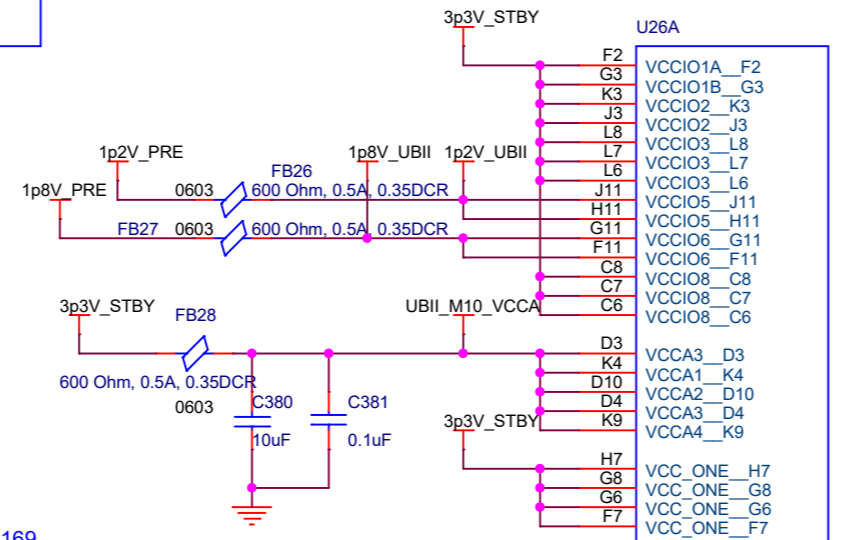 3p3V_STBY
U26A
F2 VCCIO1A__F2
G3 VCCIO1B__G3
K3 VCCIO2__K3
J3 VCCIO2__J3
L8 VCCIO3__L8
L7 VCCIO3__L7
L6 VCCIO3__L6
1p2V_PRE
1p8V_UBII
1p2V_UBII
FB26
1p8V_PRE
0603
600 Ohm, 0.5A, 0.35DCR
J11 VCCIO5__J11
H11 VCCIO5__H11
FB27
0603
600 Ohm, 0.5A, 0.35DCR
G11 VCCIO6__G11
F11 VCCIO6__F11
C8 VCCIO8__C8
C7 VCCIO8__C7
C6 VCCIO8__C6
3p3V_STBY
FB28
UBII_M10_VCCA
D3 VCCA3__D3
K4 VCCA1__K4
D10 VCCA2__D10
D4 VCCA3__D4
K9 VCCA4__K9
600 Ohm, 0.5A, 0.35DCR
0603
C380
10uF
C381
0.1uF
3p3V_STBY
H7 VCC_ONE__H7
G8 VCC_ONE__G8
G6 VCC_ONE__G6
F7 VCC_ONE__F7
169